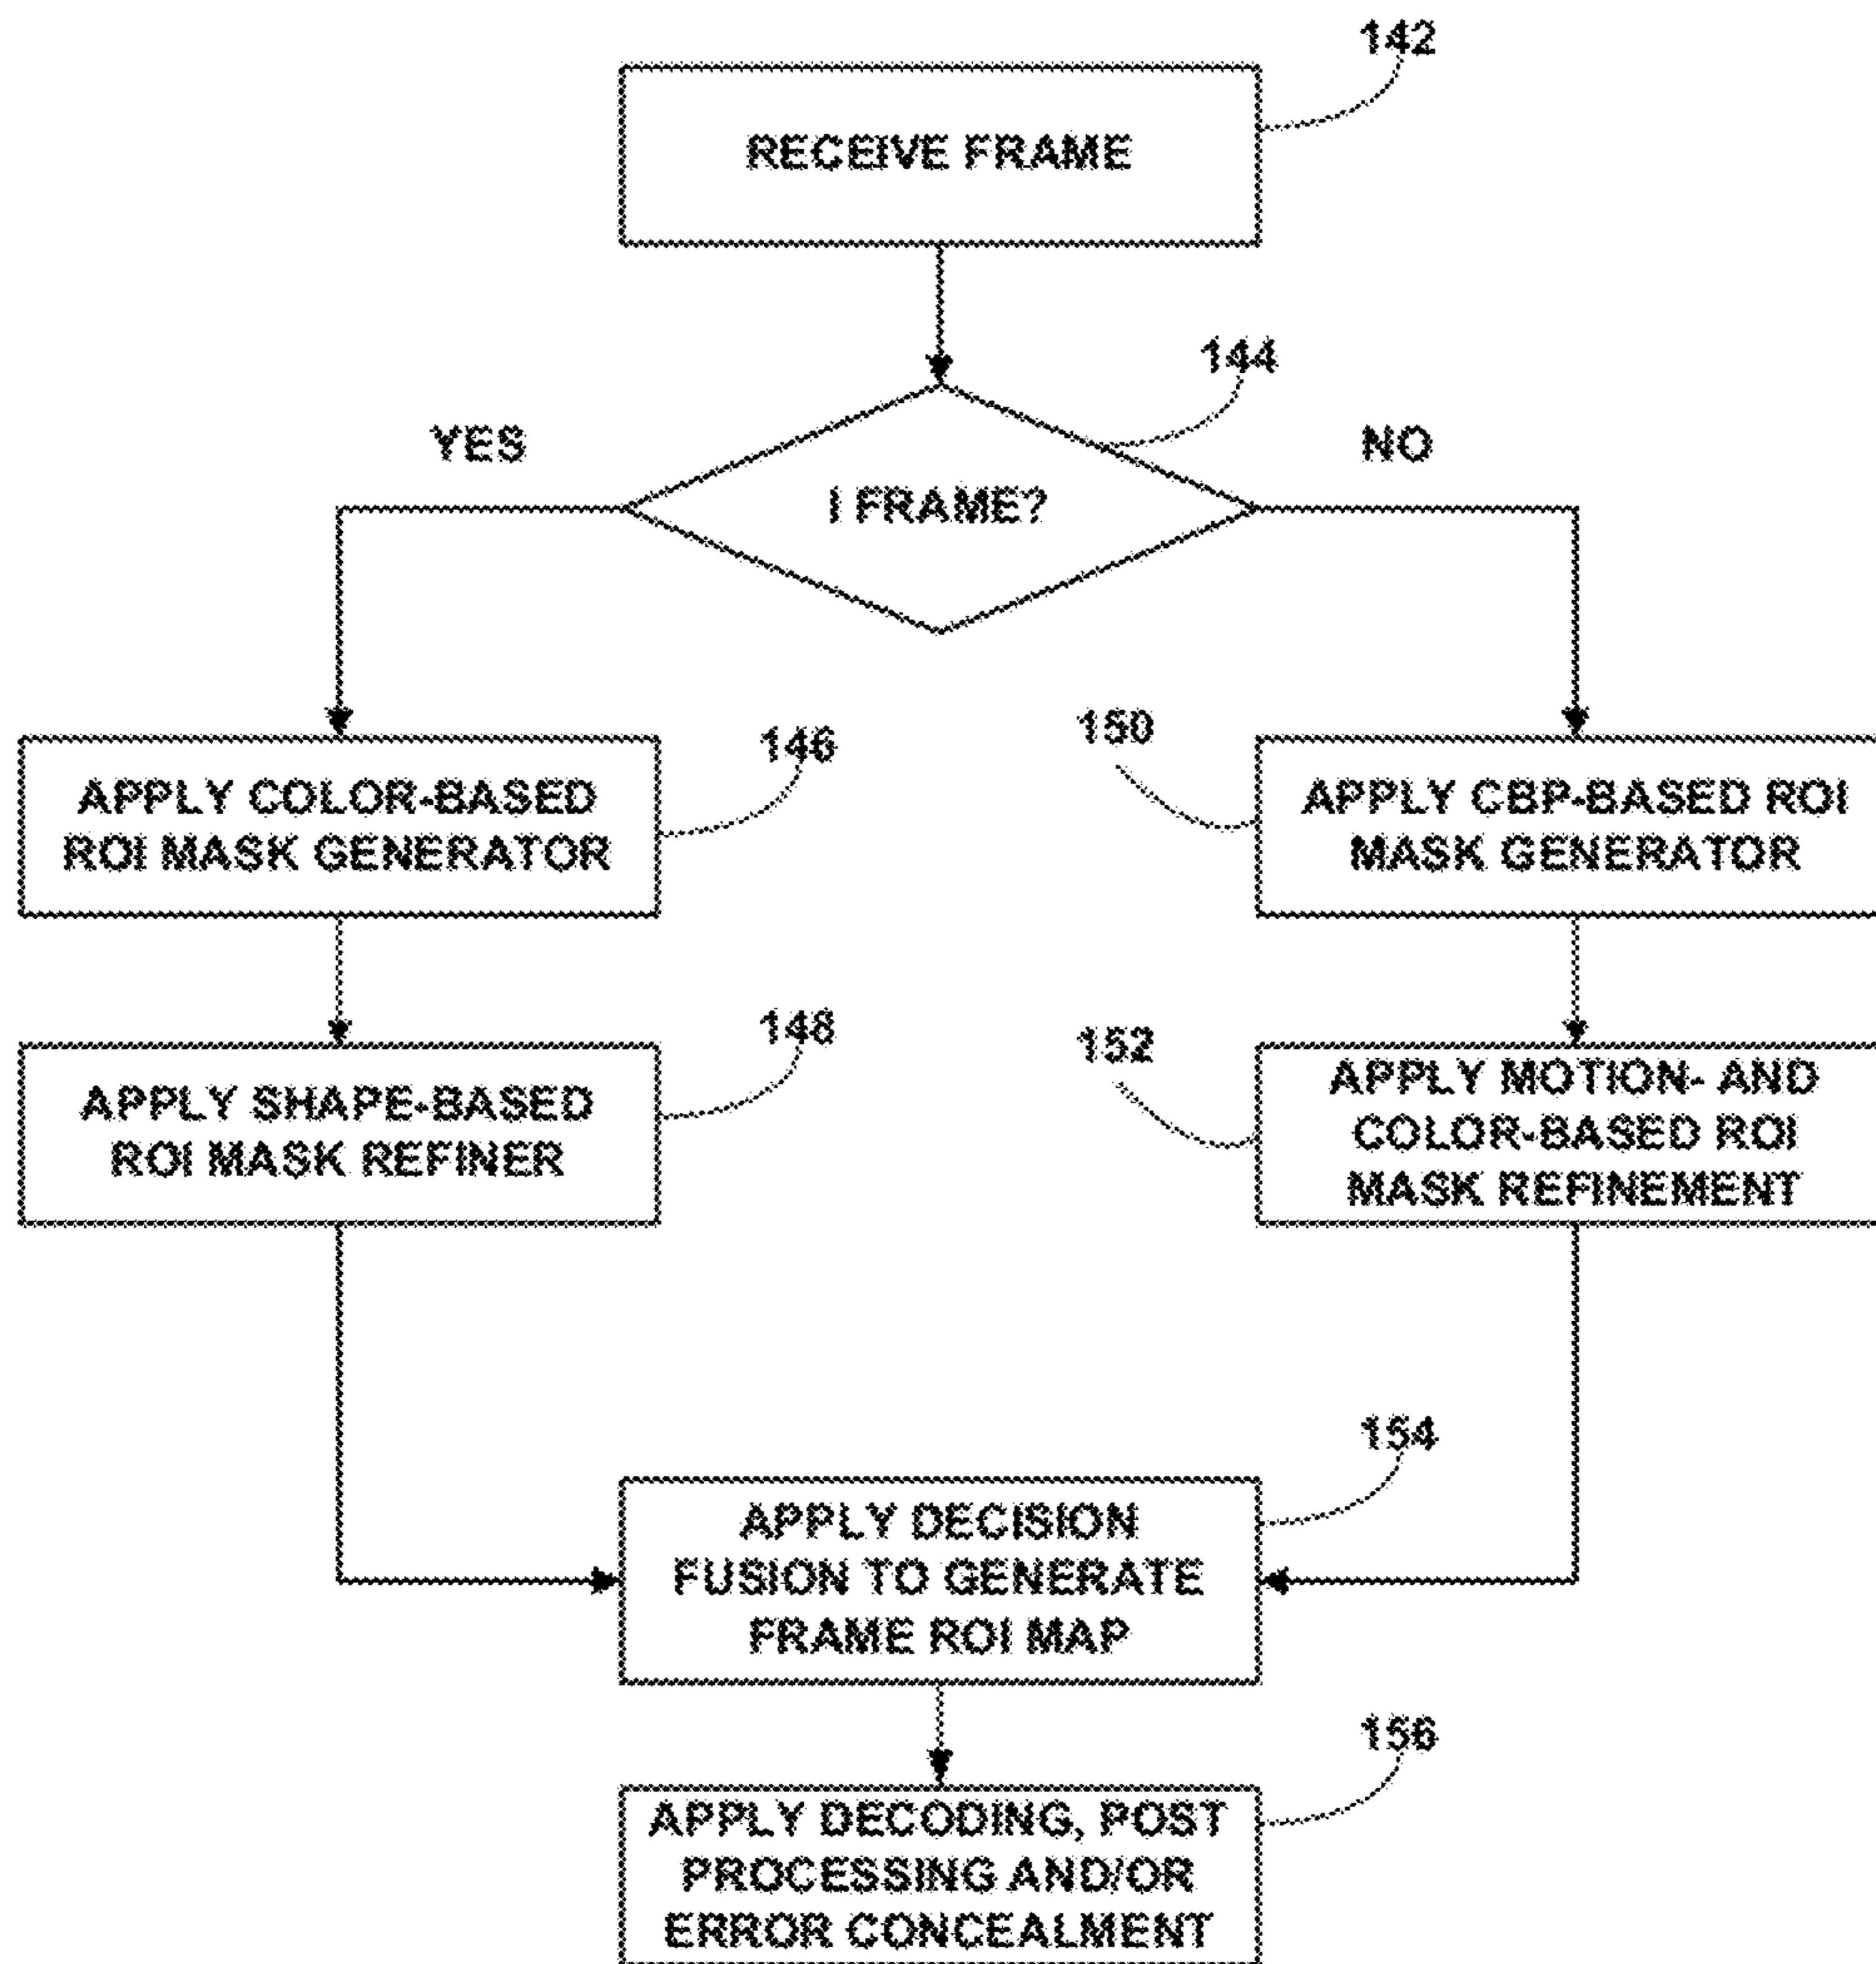 142
RECEIVE FRAME
144
YES
NO
I FRAME?
146
150
APPLY COLOR-BASED
ROI MASK GENERATOR
APPLY CBP-BASED ROI
MASK GENERATOR
148
152
APPLY SHAPE-BASED
ROI MASK REFINER
APPLY MOTION- AND
COLOR-BASED ROI
MASK REFINEMENT
154
APPLY DECISION
FUSION TO GENERATE
FRAME ROI MAP
156
APPLY DECODING, POST
PROCESSING AND/OR
ERROR CONCEALMENT